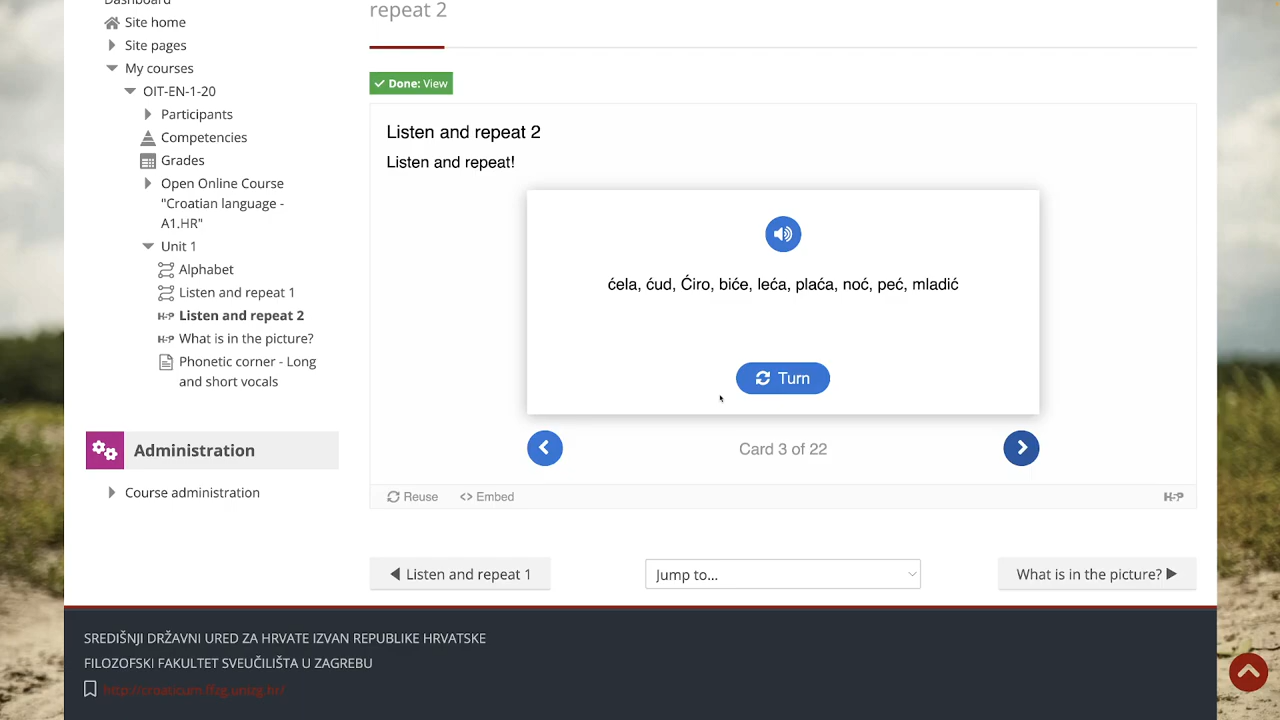 Dashboard
Site home
Site pages
My courses
OIT-EN-1-20
Participants
Competencies
Grades
Open Online Course
"Croatian language -
A1.HR"
Unit 1
Alphabet
Listen and repeat 1
H-P Listen and repeat 2
H-P What is in the picture?
Phonetic corner - Long
and short vocals
Administration
Course administration
repeat 2
Done: View
Listen and repeat 2
Listen and repeat!
ćela, ćud, Ćiro, biće, leća, plaća, noć, peć, mladić
Turn
Card 3 of 22
Reuse
<> Embed
H-P
Listen and repeat 1
Jump to...
What is in the picture?
SREDIŠNJI DRŽAVNI URED ZA HRVATE IZVAN REPUBLIKE HRVATSKE
FILOZOFSKI FAKULTET SVEUČILIŠTA U ZAGREBU
http://croaticum.ffzg.unizg.hr/